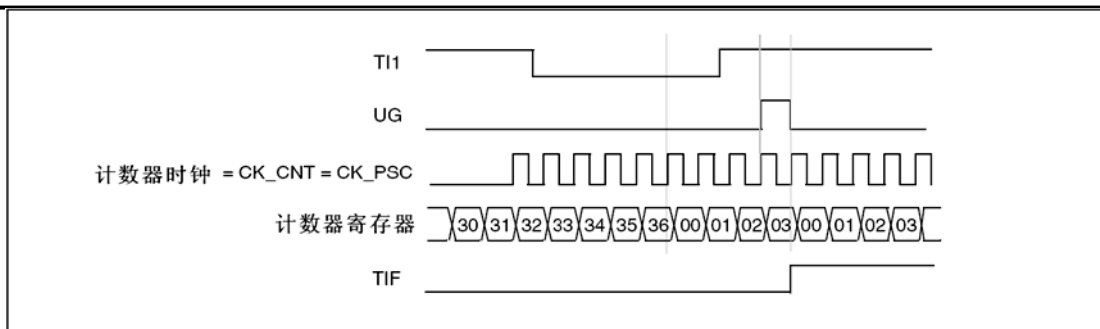 TI1
UG
计数器时钟 = CK_CNT = CK_PSC
计数器寄存器 30 31 32 33 34 35 36 00 01 02 03 00 01 02 03
TIF